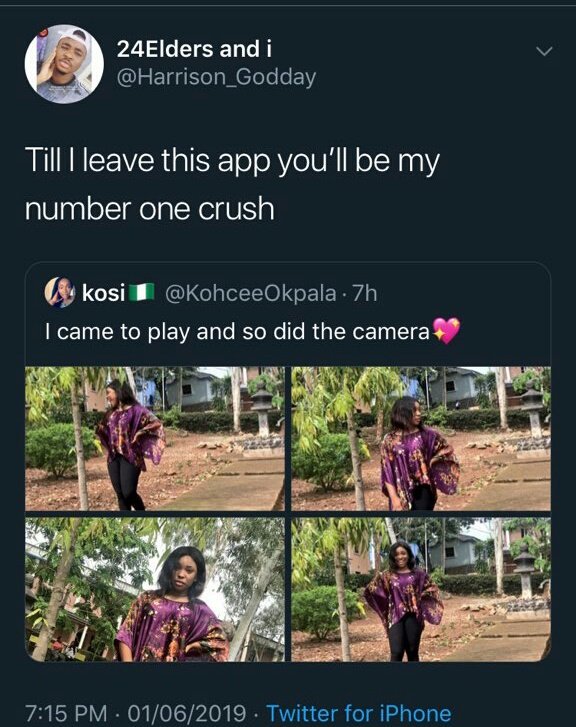 24Elders and i
@Harrison_Godday
Till I leave this app you'll be my
number one crush
kosi🇳🇬 @KohceeOkpala · 7h
I came to play and so did the camera💖
7:15 PM · 01/06/2019 · Twitter for iPhone